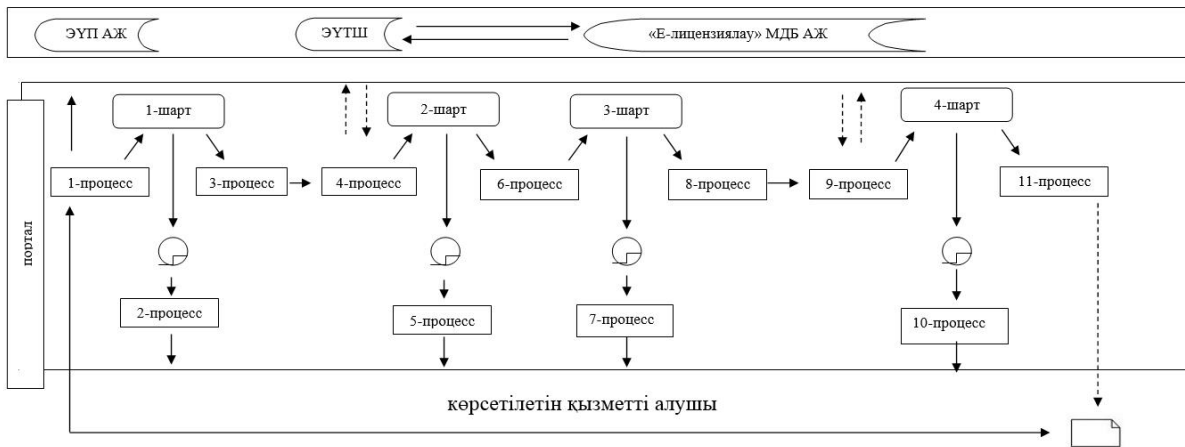 ЭҮП АЖ
ЭҮТШ
«Е-лицензиялау» МДБ АЖ
портал
1-шарт
2-шарт
3-шарт
4-шарт
1-процесс
3-процесс
4-процесс
6-процесс
8-процесс
9-процесс
11-процесс
2-процесс
5-процесс
7-процесс
10-процесс
көрсетілетін қызметті алушы